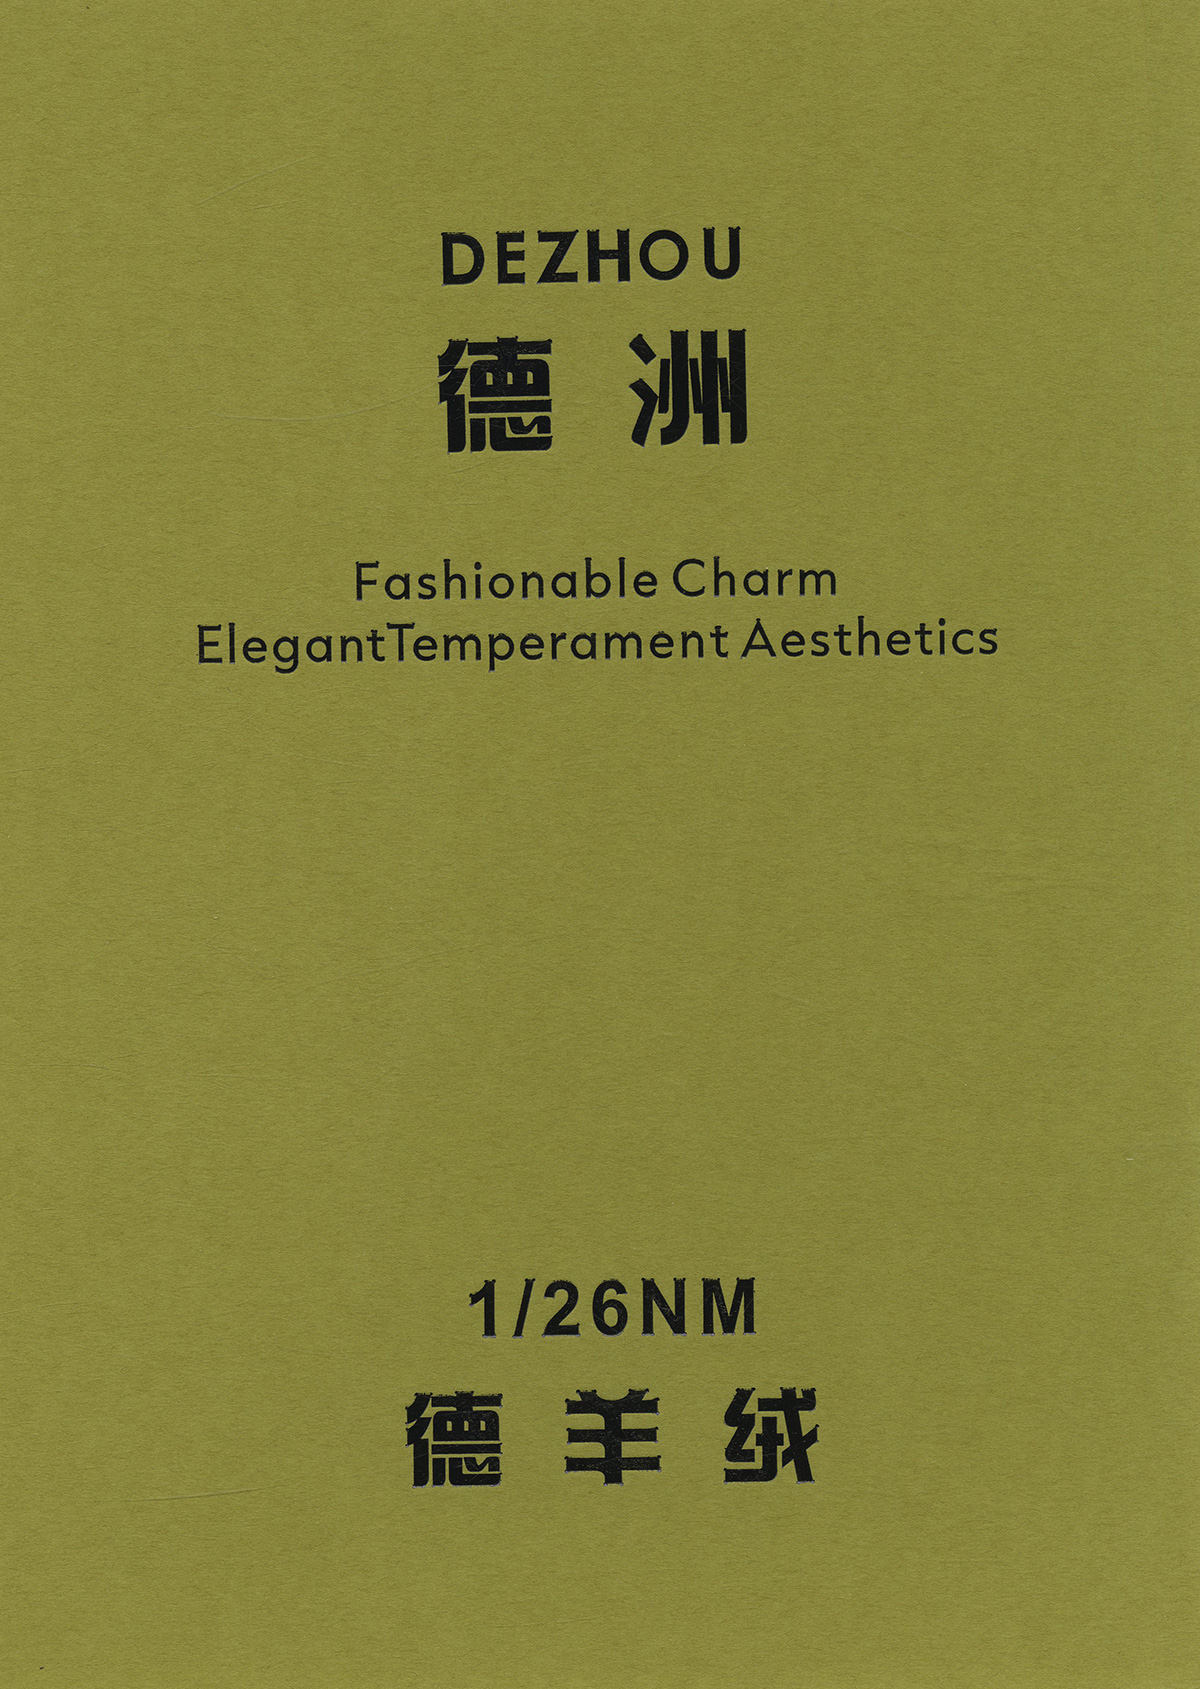 DEZHOU
德洲
Fashionable Charm
ElegantTemperament Aesthetics
1/26NM
德羊绒